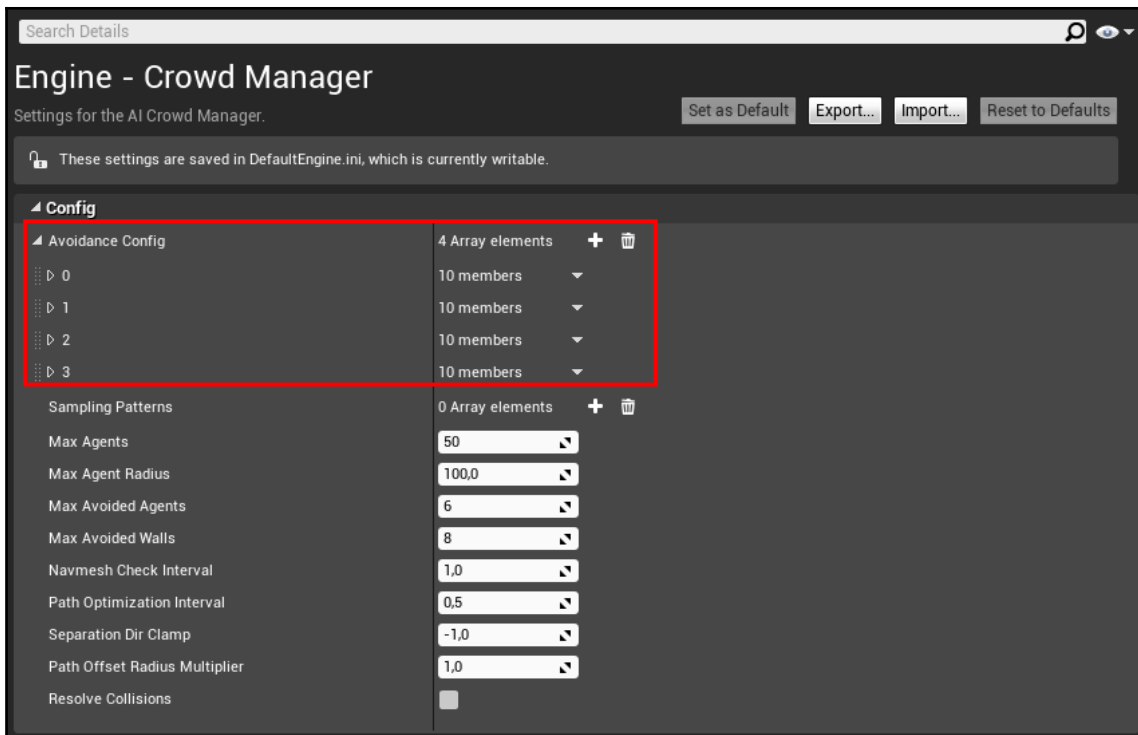 Search Details
Engine - Crowd Manager
Settings for the AI Crowd Manager.
Set as Default Export... Import... Reset to Defaults
These settings are saved in DefaultEngine.ini, which is currently writable.
Config
Avoidance Config 4 Array elements
0 10 members
1 10 members
2 10 members
3 10 members
Sampling Patterns 0 Array elements
Max Agents 50
Max Agent Radius 100,0
Max Avoided Agents 6
Max Avoided Walls 8
Navmesh Check Interval 1,0
Path Optimization Interval 0,5
Separation Dir Clamp -1,0
Path Offset Radius Multiplier 1,0
Resolve Collisions